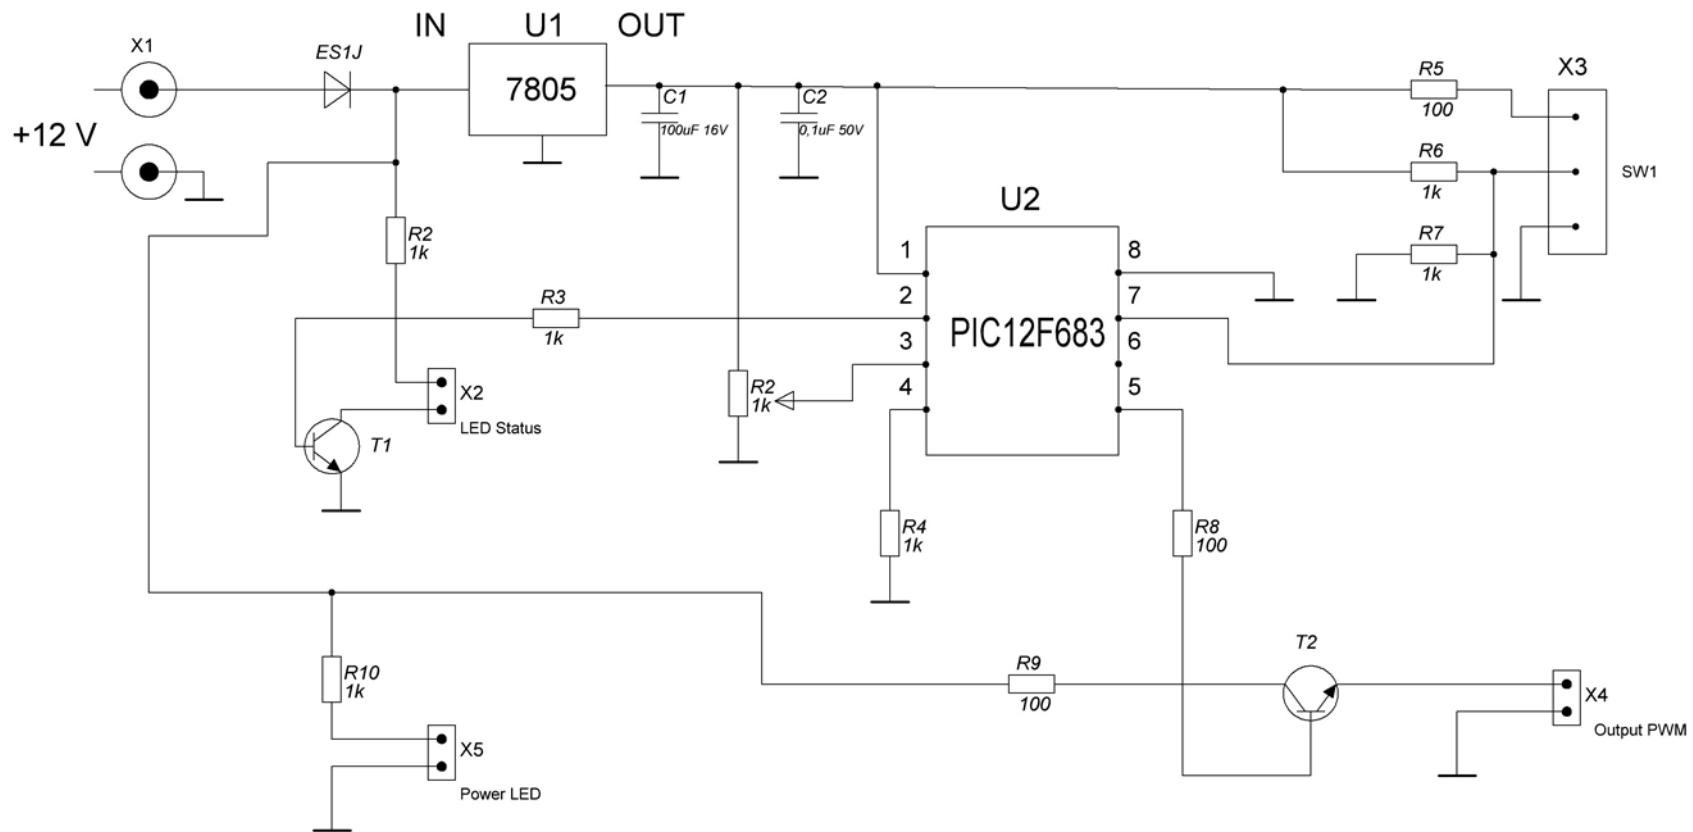 IN U1 OUT
X1
ES1J
7805
+12 V
C1
100uF 16V
C2
0,1uF 50V
R5
100
X3
R6
1k
SW1
R7
1k
U2
R2
1k
1
2
3
4
8
7
6
5
PIC12F683
R3
1k
X2
LED Status
T1
R2
1k
R4
1k
R8
100
T2
R9
100
X4
Output PWM
R10
1k
X5
Power LED